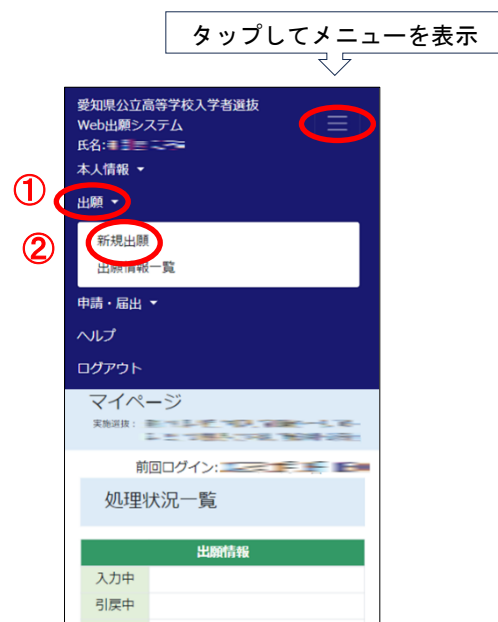 タップしてメニューを表示
愛知県公立高等学校入学者選抜
Web出願システム
氏名:
本人情報
①
出願
②
新規出願
出願情報一覧
申請・届出
ヘルプ
ログアウト
マイページ
実施選抜:
前回ログイン:
処理状況一覧
出願情報
入力中
引戻中